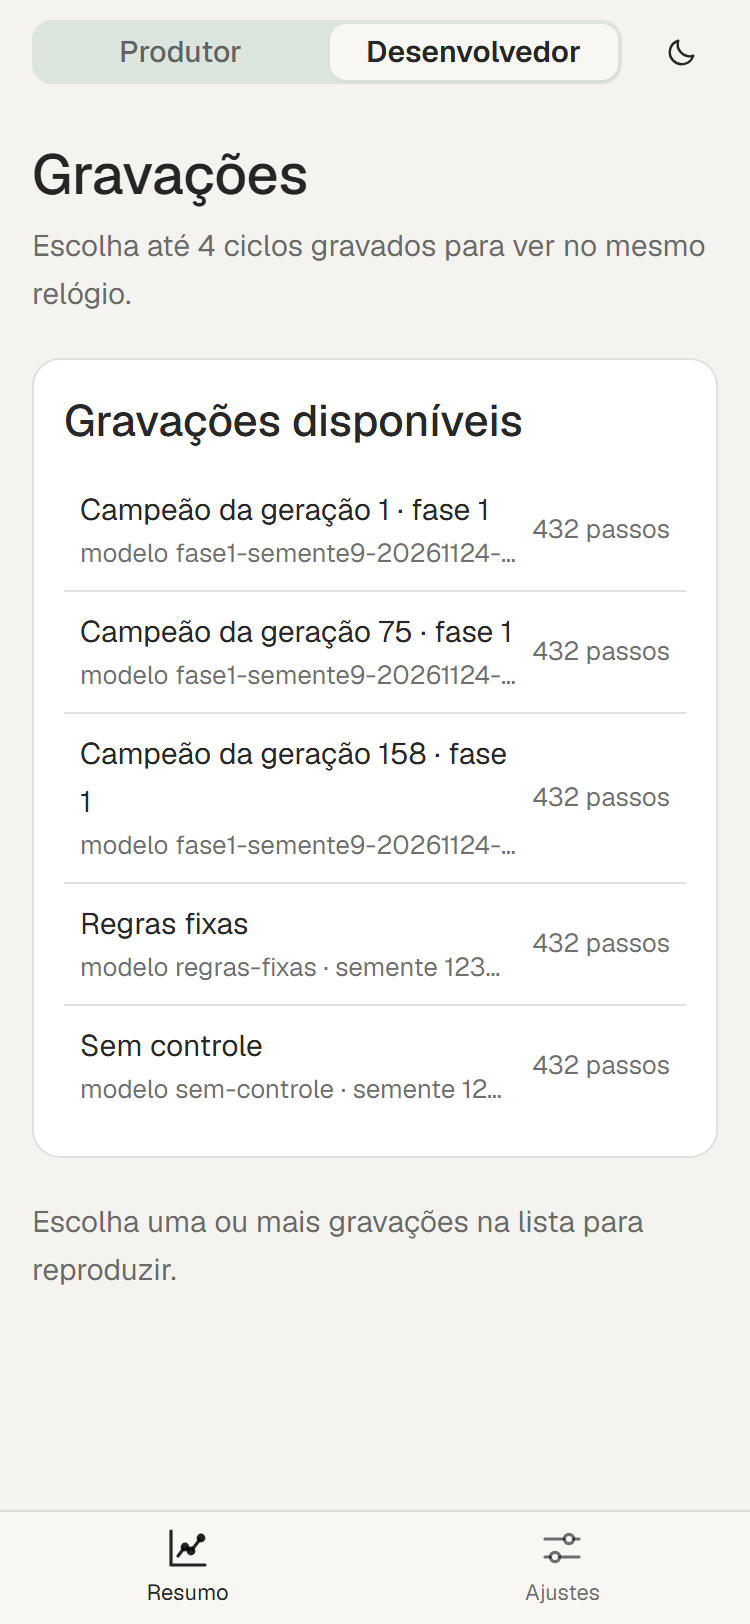 Produtor
Desenvolvedor
Gravações
Escolha até 4 ciclos gravados para ver no mesmo
relógio.
Gravações disponíveis
Campeão da geração 1 · fase 1
modelo fase1-semente9-20261124-...
432 passos
Campeão da geração 75 · fase 1
modelo fase1-semente9-20261124-...
432 passos
Campeão da geração 158 · fase
1
modelo fase1-semente9-20261124-...
432 passos
Regras fixas
modelo regras-fixas · semente 123...
432 passos
Sem controle
modelo sem-controle · semente 12...
432 passos
Escolha uma ou mais gravações na lista para
reproduzir.
Resumo
Ajustes